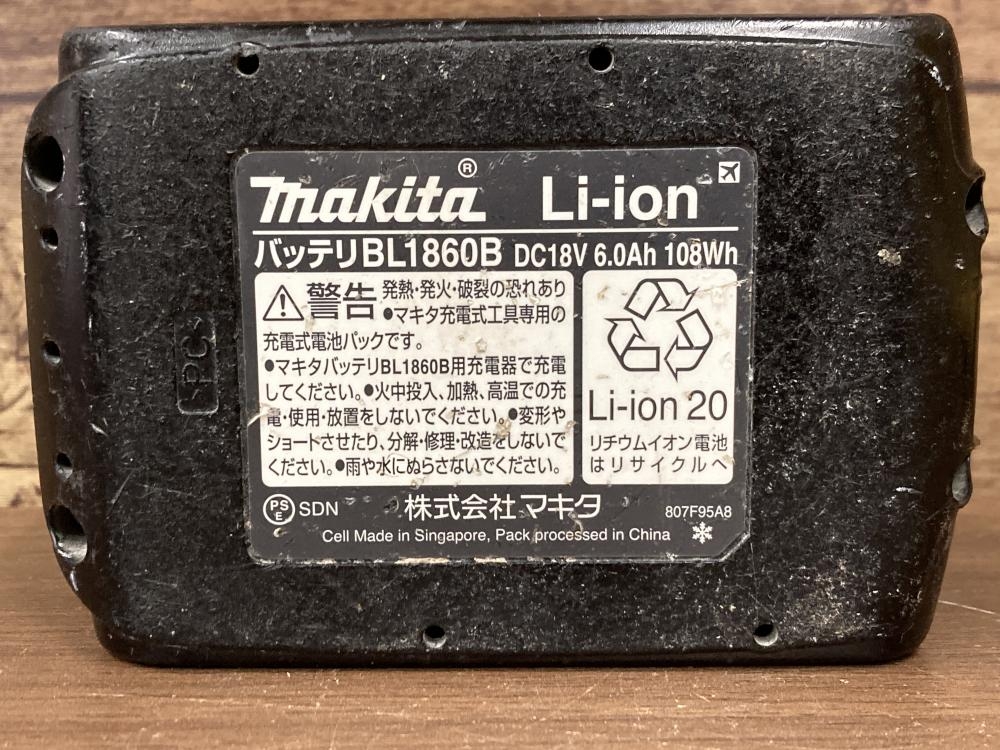 makita® Li-ion
バッテリBL1860B DC18V 6.0Ah 108Wh
警告 発熱・発火・破裂の恐れあり
●マキタ充電式工具専用の
充電式電池パックです。
●マキタバッテリBL1860B用充電器で充電
してください。●火中投入、加熱、高温での充
電・使用・放置をしないでください。●変形や
ショートさせたり、分解・修理・改造をしないで
ください。●雨や水にぬらさないでください。
Li-ion 20
リチウムイオン電池
はリサイクルへ
PSE SDN 株式会社マキタ 807F95A8
Cell Made in Singapore, Pack processed in China
>PC<